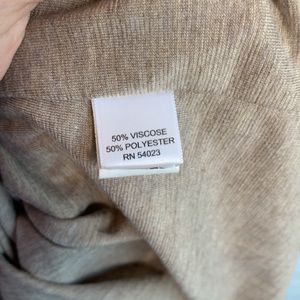 50% VISCOSE
50% POLYESTER
RN 54023